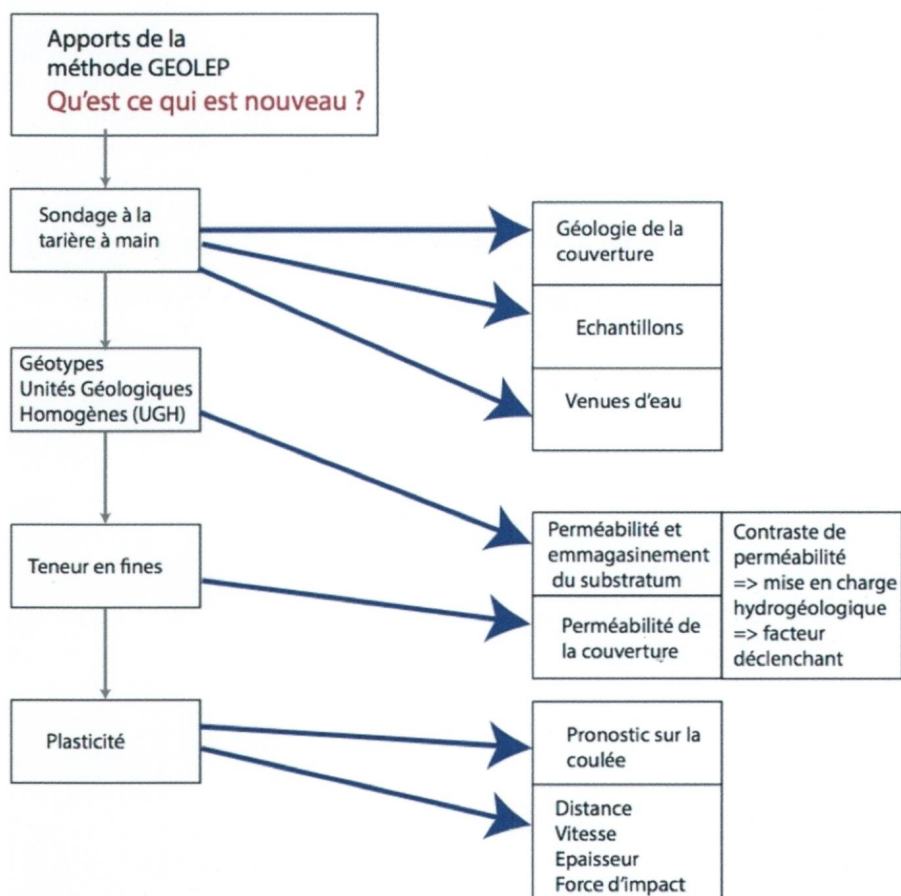 Apports de la
méthode GEOLEP
Qu'est ce qui est nouveau ?
Sondage à la
tarière à main
Géologie de la
couverture
Echantillons
Venues d'eau
Géotypes
Unités Géologiques
Homogènes (UGH)
Teneur en fines
Perméabilité et
emmagasinement
du substratum
Perméabilité de
la couverture
Contraste de
perméabilité
=> mise en charge
hydrogéologique
=> facteur
déclenchant
Plasticité
Pronostic sur la
coulée
Distance
Vitesse
Epaisseur
Force d'impact